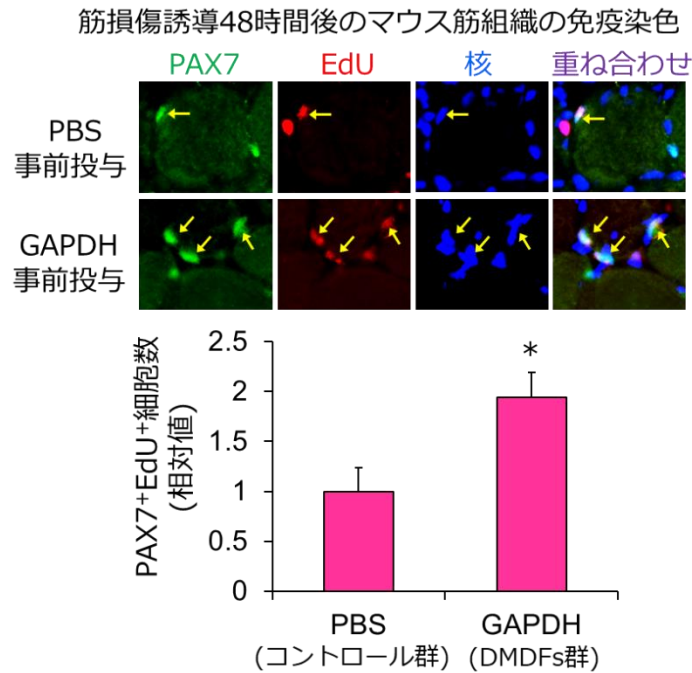 筋損傷誘導48時間後のマウス筋組織の免疫染色
PAX7 EdU 核 重ね合わせ
PBS
事前投与
GAPDH
事前投与
PAX7⁺EdU⁺細胞数
(相対値)
2.5
2
1.5
1
0.5
0
*
PBS GAPDH
(コントロール群) (DMDFs群)